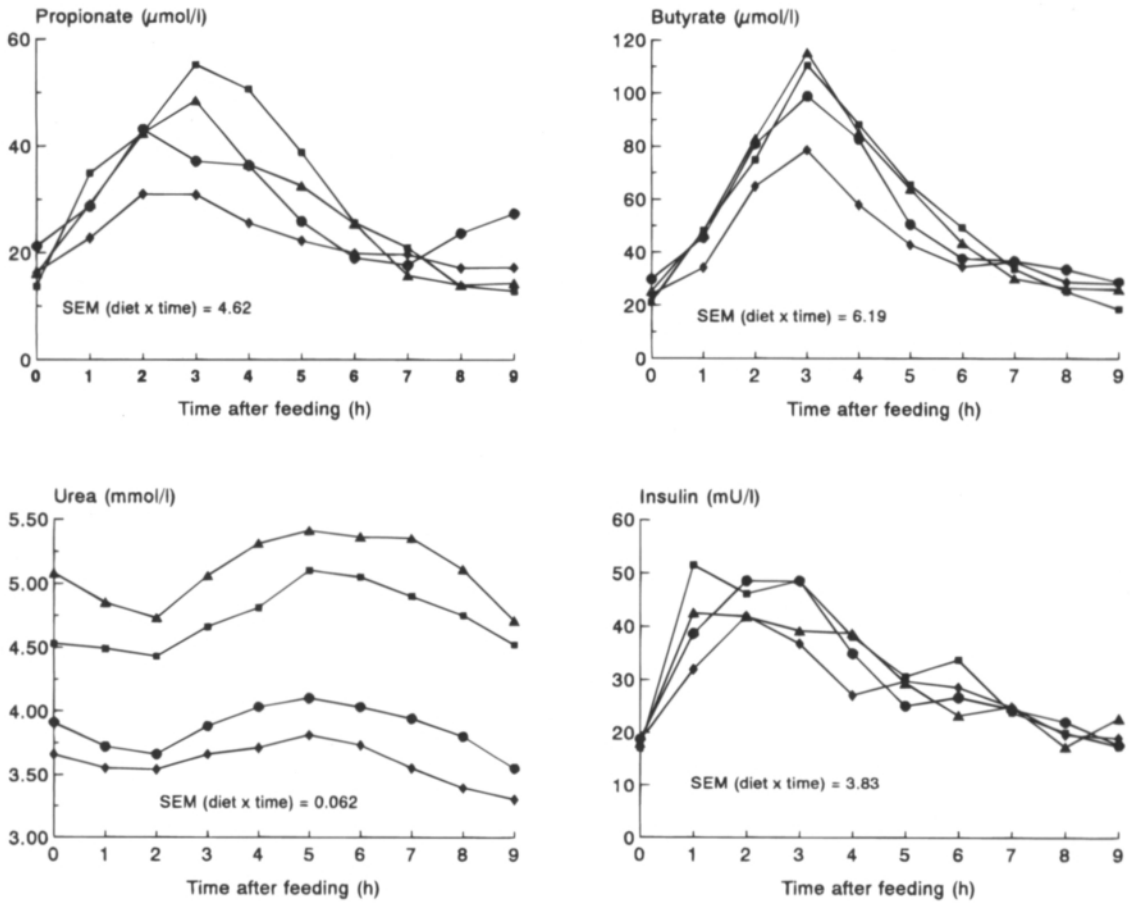 Propionate (µmol/l)
60
40
20
0
0 1 2 3 4 5 6 7 8 9
SEM (diet x time) = 4.62
Time after feeding (h)
Butyrate (µmol/l)
120
100
80
60
40
20
0
0 1 2 3 4 5 6 7 8 9
SEM (diet x time) = 6.19
Time after feeding (h)
Urea (mmol/l)
5.50
5.00
4.50
4.00
3.50
3.00
0 1 2 3 4 5 6 7 8 9
SEM (diet x time) = 0.062
Time after feeding (h)
Insulin (mU/l)
60
50
40
30
20
10
0
0 1 2 3 4 5 6 7 8 9
SEM (diet x time) = 3.83
Time after feeding (h)